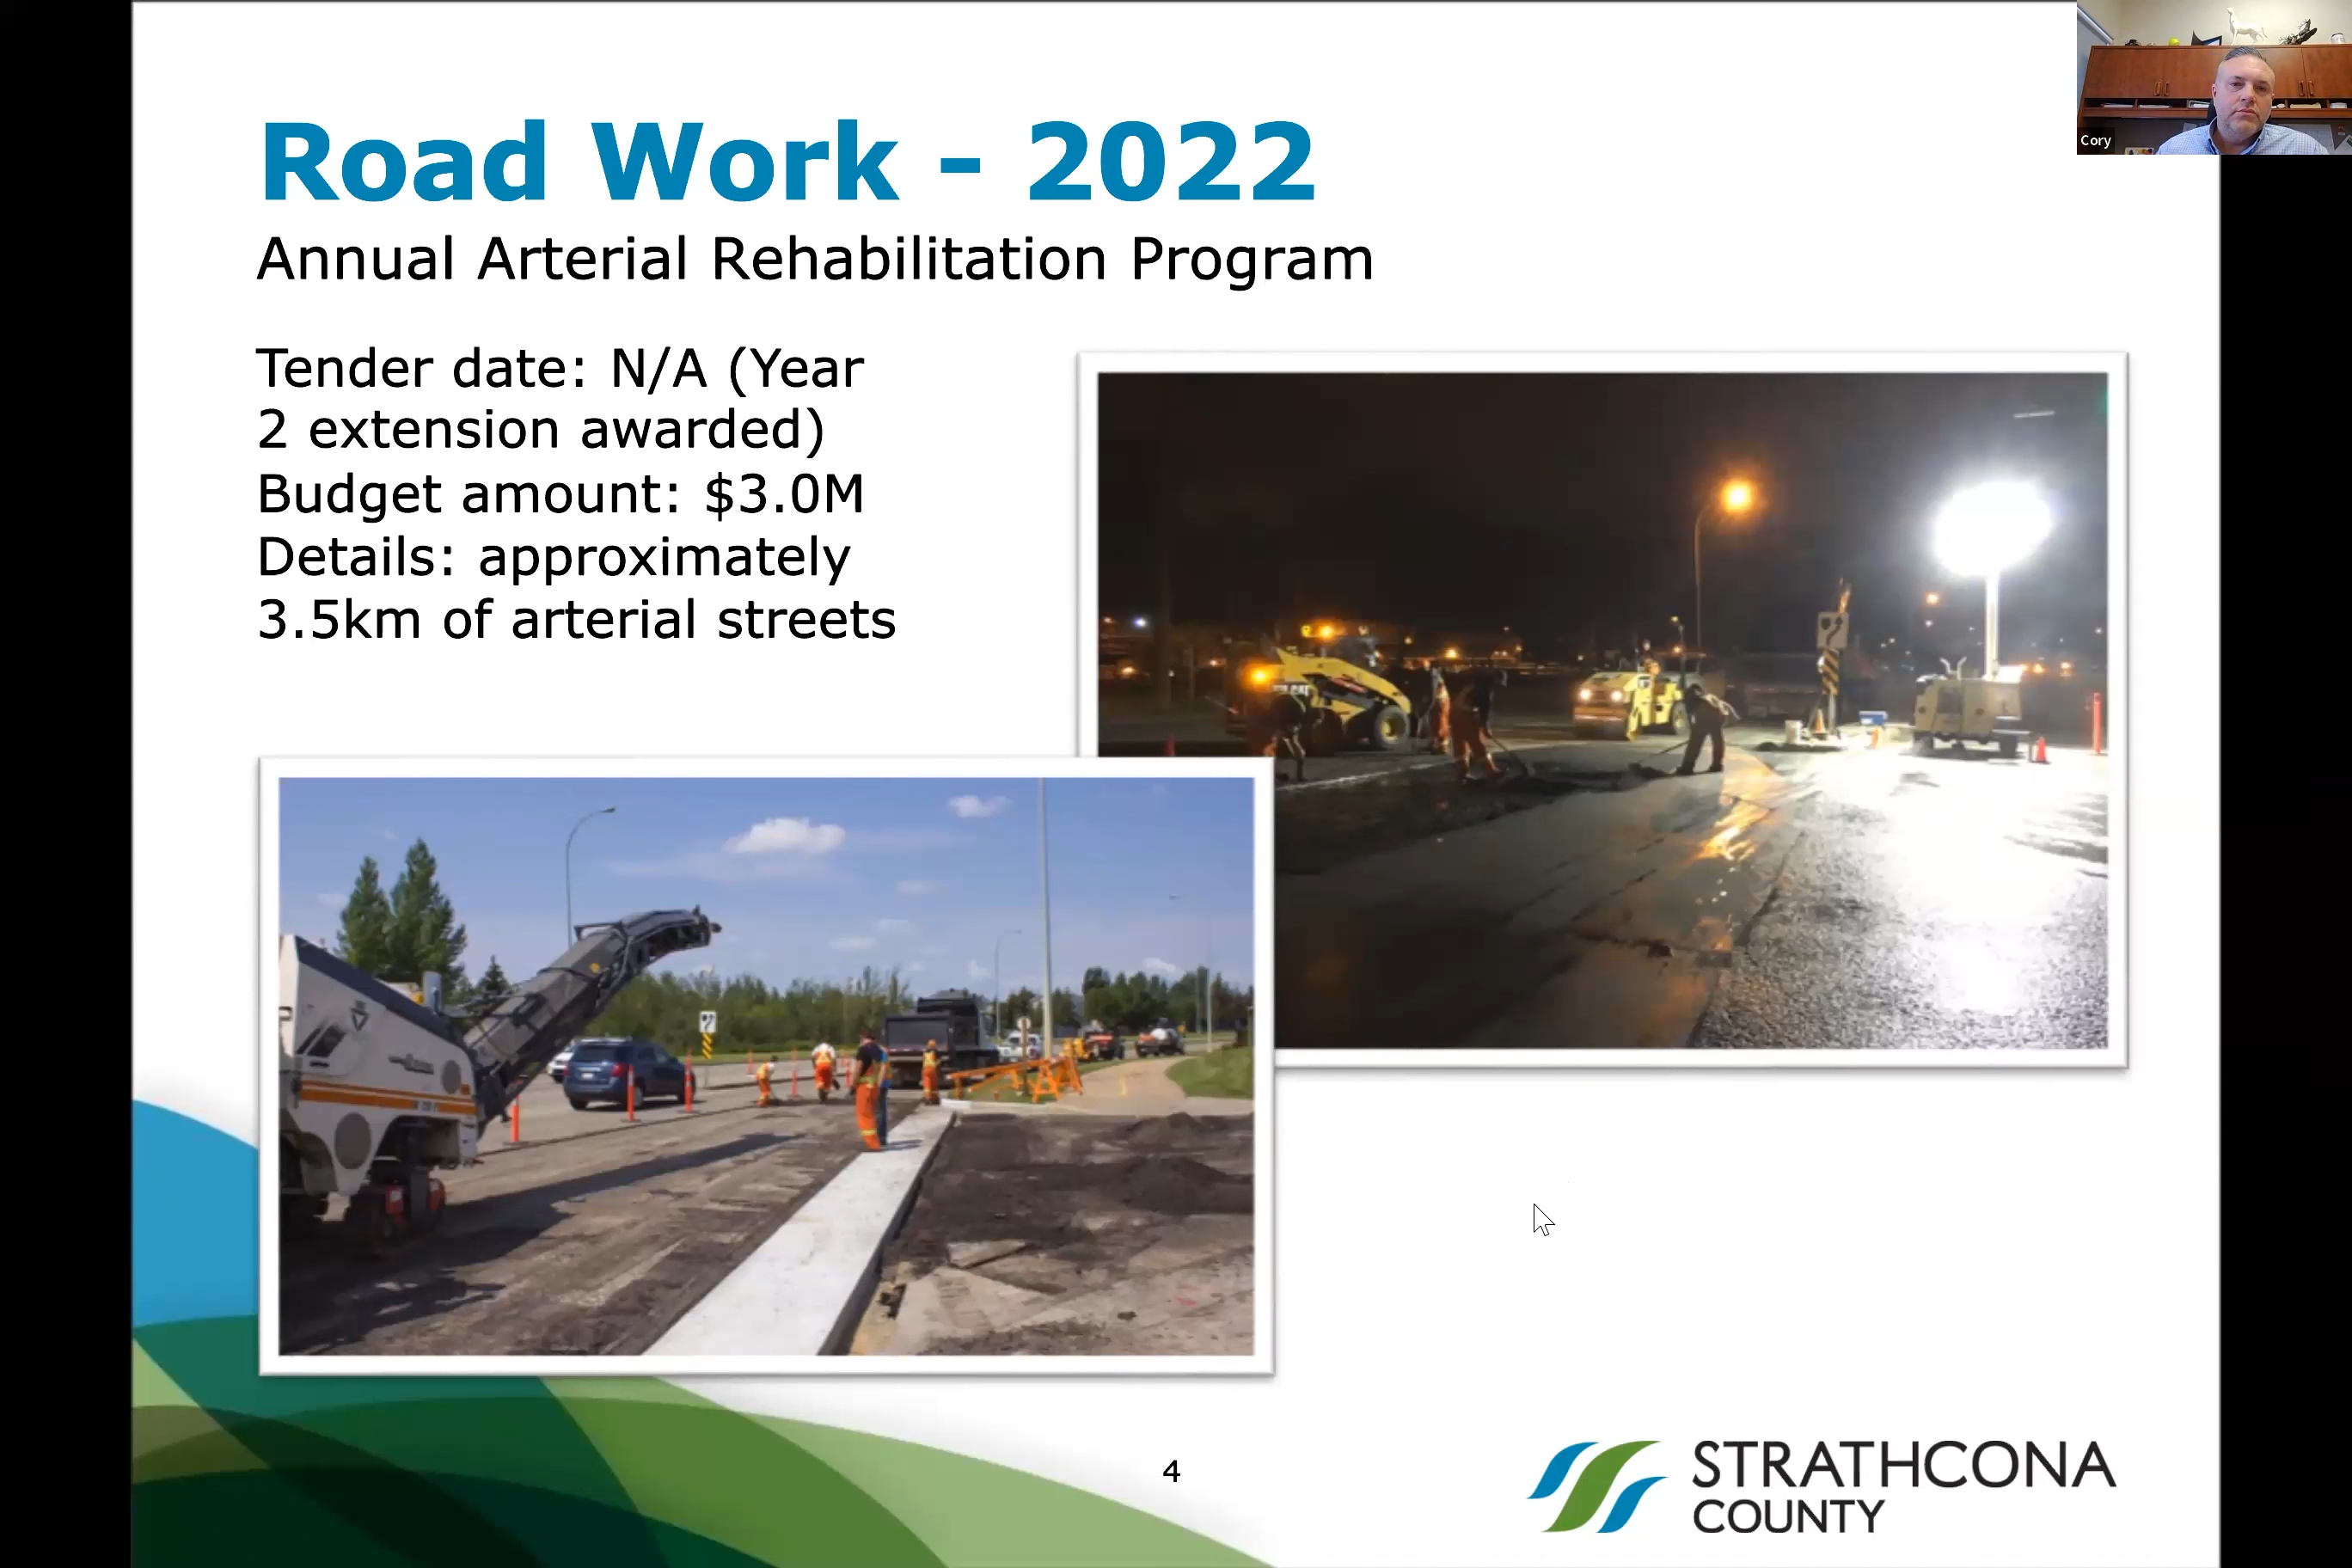 Cory
Road Work - 2022
Annual Arterial Rehabilitation Program
Tender date: N/A (Year
2 extension awarded)
Budget amount: $3.0M
Details: approximately
3.5km of arterial streets
4
STRATHCONA
COUNTY